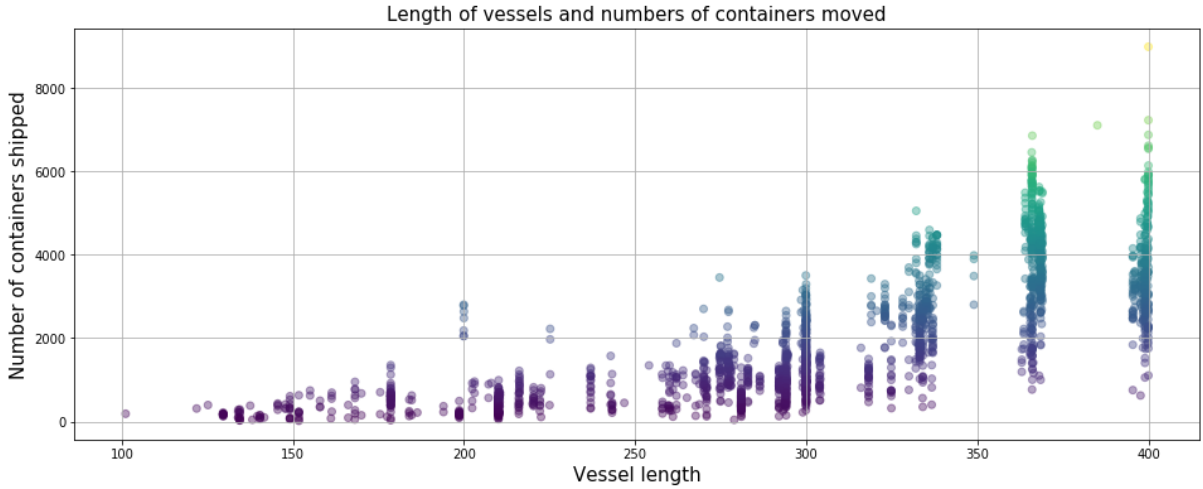 Length of vessels and numbers of containers moved
Number of containers shipped
8000
6000
4000
2000
0
100 150 200 250 300 350 400
Vessel length